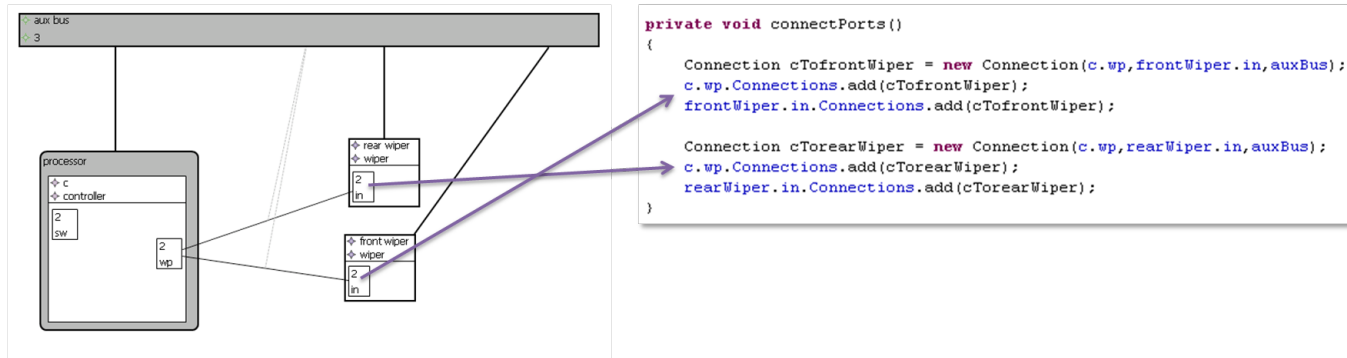 aux bus
3
processor
c
controller
2
sw
2
wp
rear wiper
wiper
2
in
front wiper
wiper
2
in
private void connectPorts()
{
Connection cTofrontWiper = new Connection(c.wp,frontWiper.in,auxBus);
c.wp.Connections.add(cTofrontWiper);
frontWiper.in.Connections.add(cTofrontWiper);
Connection cTorearWiper = new Connection(c.wp,rearWiper.in,auxBus);
c.wp.Connections.add(cTorearWiper);
rearWiper.in.Connections.add(cTorearWiper);
}